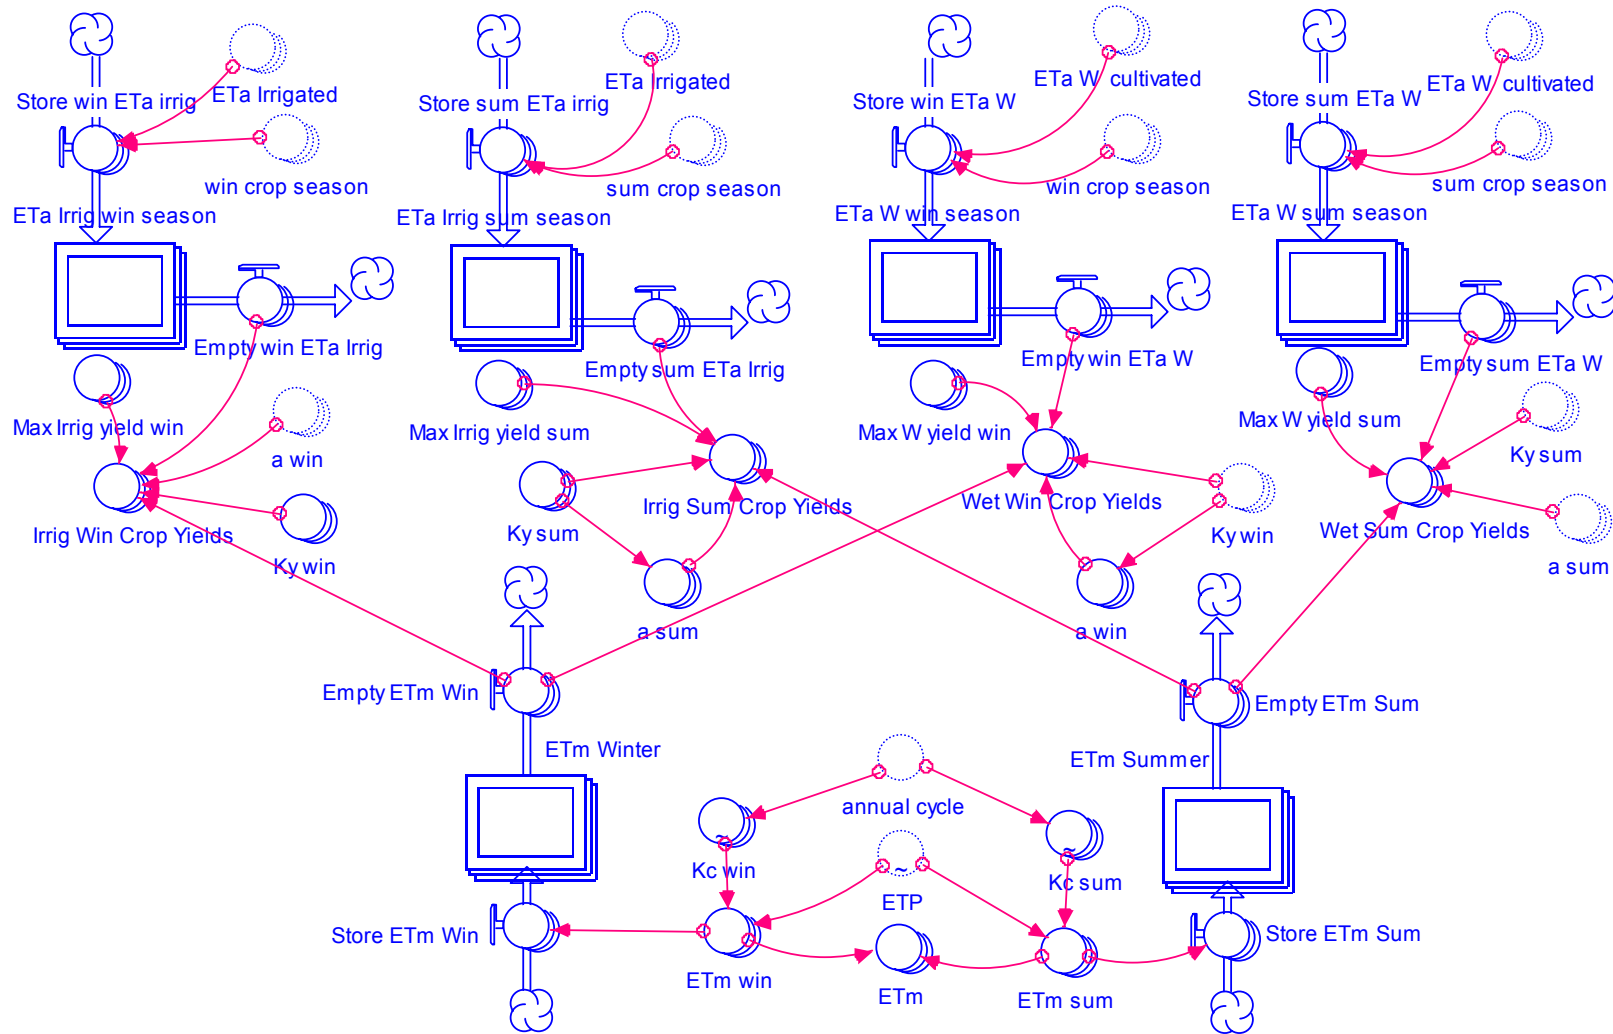 ETa Irrigated
Store win ETa irrig
win crop season
ETa Irrig win season
Empty win ETa Irrig
Max Irrig yield win
a win
Irrig Win Crop Yields
Ky win
ETa Irrigated
Store sum ETa irrig
sum crop season
ETa Irrig sum season
Empty sum ETa Irrig
Max Irrig yield sum
Irrig Sum Crop Yields
Ky sum
a sum
ETa W cultivated
Store win ETa W
win crop season
ETa W win season
Empty win ETa W
Max W yield win
Wet Win Crop Yields
Ky win
a win
ETa W cultivated
Store sum ETa W
sum crop season
ETa W sum season
Empty sum ETa W
Max W yield sum
Ky sum
Wet Sum Crop Yields
a sum
Empty ETm Win
ETm Winter
Store ETm Win
annual cycle
Kc win
~
Kc sum
~
ETP
~
ETm win
ETm
ETm sum
Empty ETm Sum
ETm Summer
Store ETm Sum